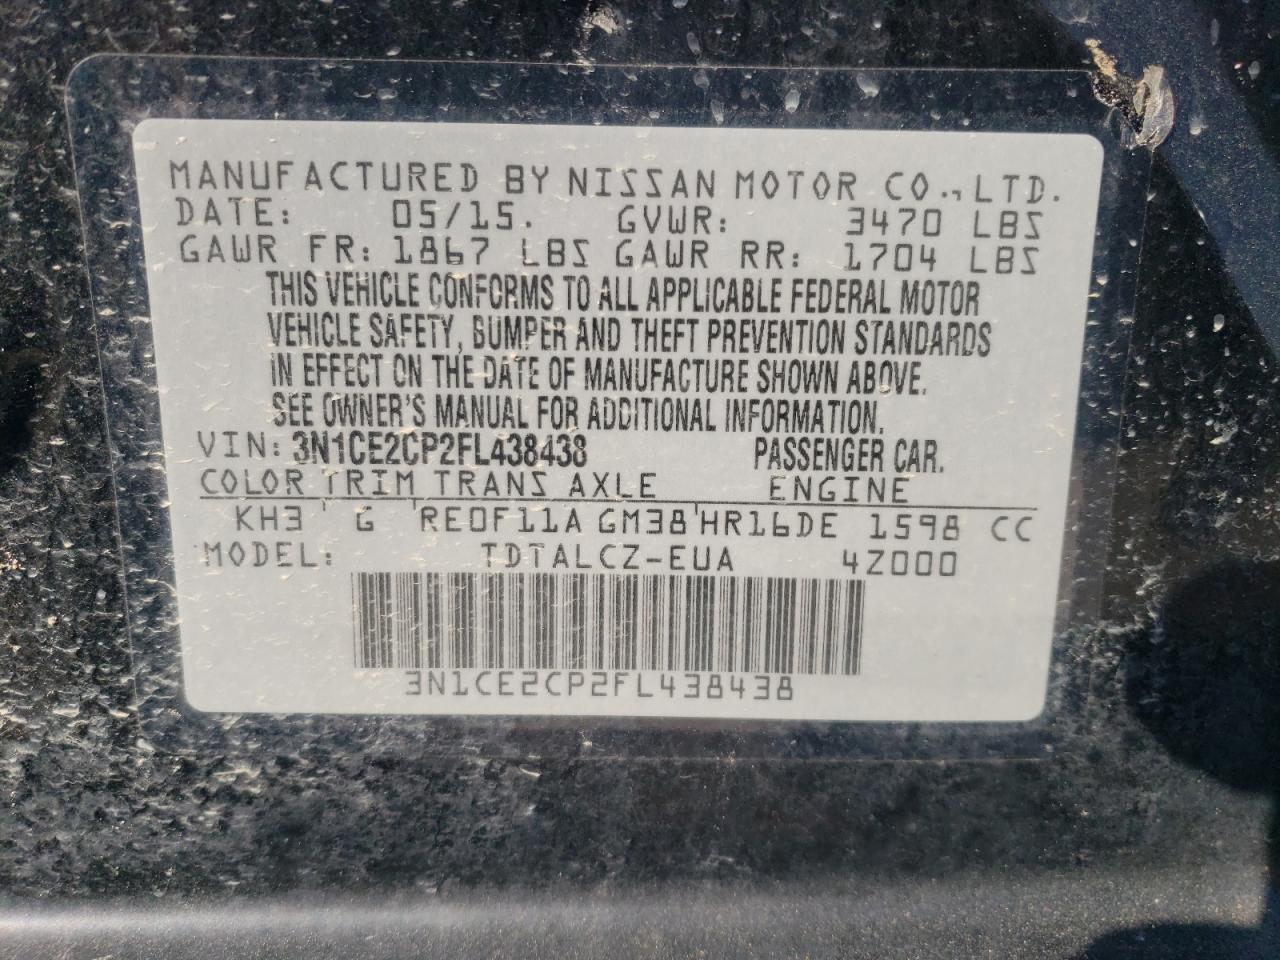 MANUFACTURED BY NISSAN MOTOR CO., LTD.
DATE: 05/15. GVWR: 3470 LBS
GAWR FR: 1867 LBS GAWR RR: 1704 LBS
THIS VEHICLE CONFORMS TO ALL APPLICABLE FEDERAL MOTOR
VEHICLE SAFETY, BUMPER AND THEFT PREVENTION STANDARDS
IN EFFECT ON THE DATE OF MANUFACTURE SHOWN ABOVE.
SEE OWNER'S MANUAL FOR ADDITIONAL INFORMATION.
VIN: 3N1CE2CP2FL438438 PASSENGER CAR.
COLOR TRIM TRANS AXLE ENGINE
KH3 ' G ' RE0F11A GM38 ' HR16DE 1598 CC
MODEL: TDTALCZ-EUA 4Z000
3N1CE2CP2FL438438